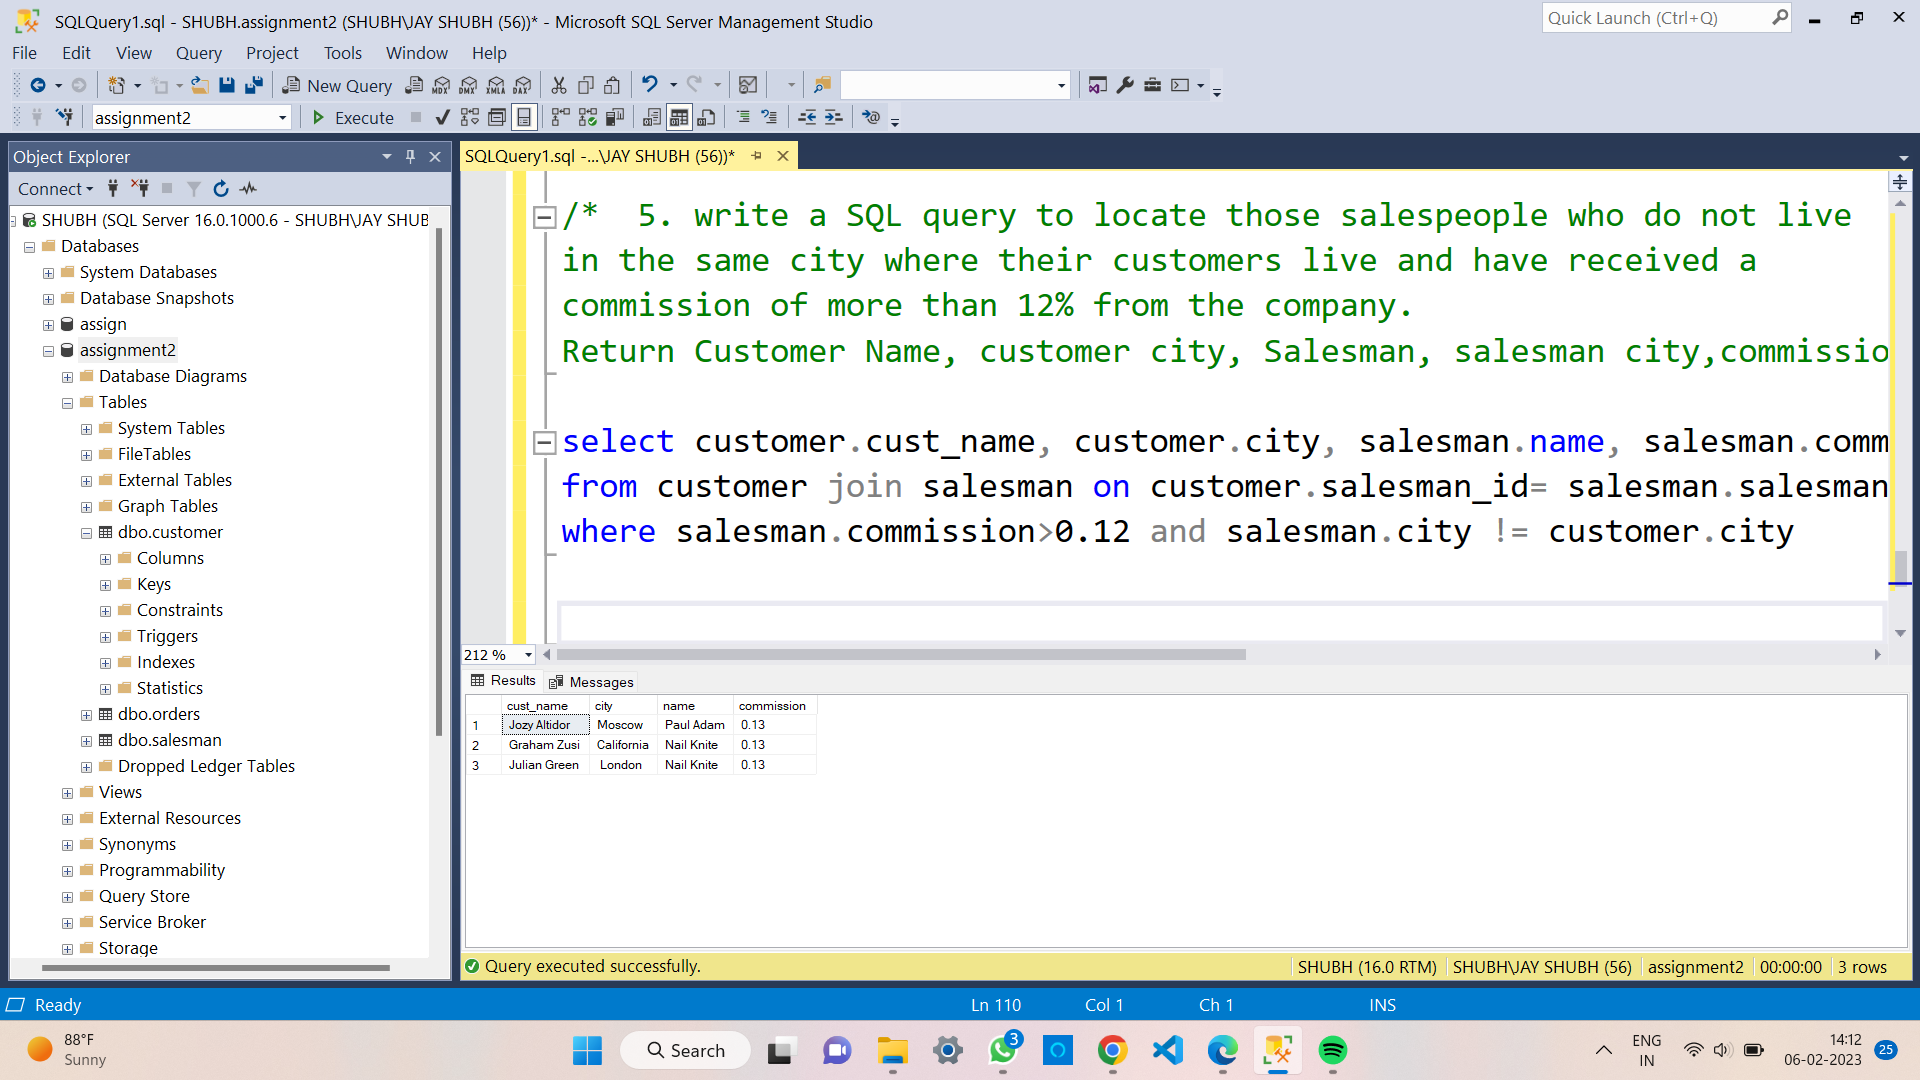 SQLQuery1.sql - SHUBH.assignment2 (SHUBH\JAY SHUBH (56))* - Microsoft SQL Server Management Studio
Quick Launch (Ctrl+Q)
File Edit View Query Project Tools Window Help
New Query
MDX DMX XMLA DAX
assignment2
Execute
Object Explorer
Connect
SHUBH (SQL Server 16.0.1000.6 - SHUBH\JAY SHUB
Databases
System Databases
Database Snapshots
assign
assignment2
Database Diagrams
Tables
System Tables
FileTables
External Tables
Graph Tables
dbo.customer
Columns
Keys
Constraints
Triggers
Indexes
Statistics
dbo.orders
dbo.salesman
Dropped Ledger Tables
Views
External Resources
Synonyms
Programmability
Query Store
Service Broker
Storage
SQLQuery1.sql -...\JAY SHUBH (56))*
/*  5. write a SQL query to locate those salespeople who do not live
in the same city where their customers live and have received a
commission of more than 12% from the company.
Return Customer Name, customer city, Salesman, salesman city,commissio
select customer.cust_name, customer.city, salesman.name, salesman.comm
from customer join salesman on customer.salesman_id= salesman.salesman
where salesman.commission>0.12 and salesman.city != customer.city
212 %
Results Messages
cust_name city name commission
1 Jozy Altidor Moscow Paul Adam 0.13
2 Graham Zusi California Nail Knite 0.13
3 Julian Green London Nail Knite 0.13
Query executed successfully.
SHUBH (16.0 RTM) SHUBH\JAY SHUBH (56) assignment2 00:00:00 3 rows
Ready
Ln 110 Col 1 Ch 1 INS
88°F
Sunny
Search
3
ENG
IN
14:12
06-02-2023
25